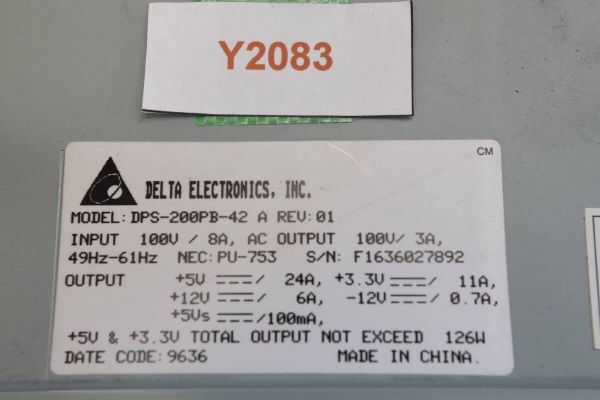 Y2083
CM
DELTA ELECTRONICS, INC.
MODEL: DPS-200PB-42 A REV: 01
INPUT 100V / 8A, AC OUTPUT 100V/ 3A,
49Hz-61Hz NEC: PU-753 S/N: F1636027892
OUTPUT +5V ⎓/ 24A, +3.3V ⎓/ 11A,
+12V ⎓/ 6A, -12V ⎓/ 0.7A,
+5Vs ⎓/100mA,
+5V & +3.3V TOTAL OUTPUT NOT EXCEED 126W
DATE CODE: 9636 MADE IN CHINA.